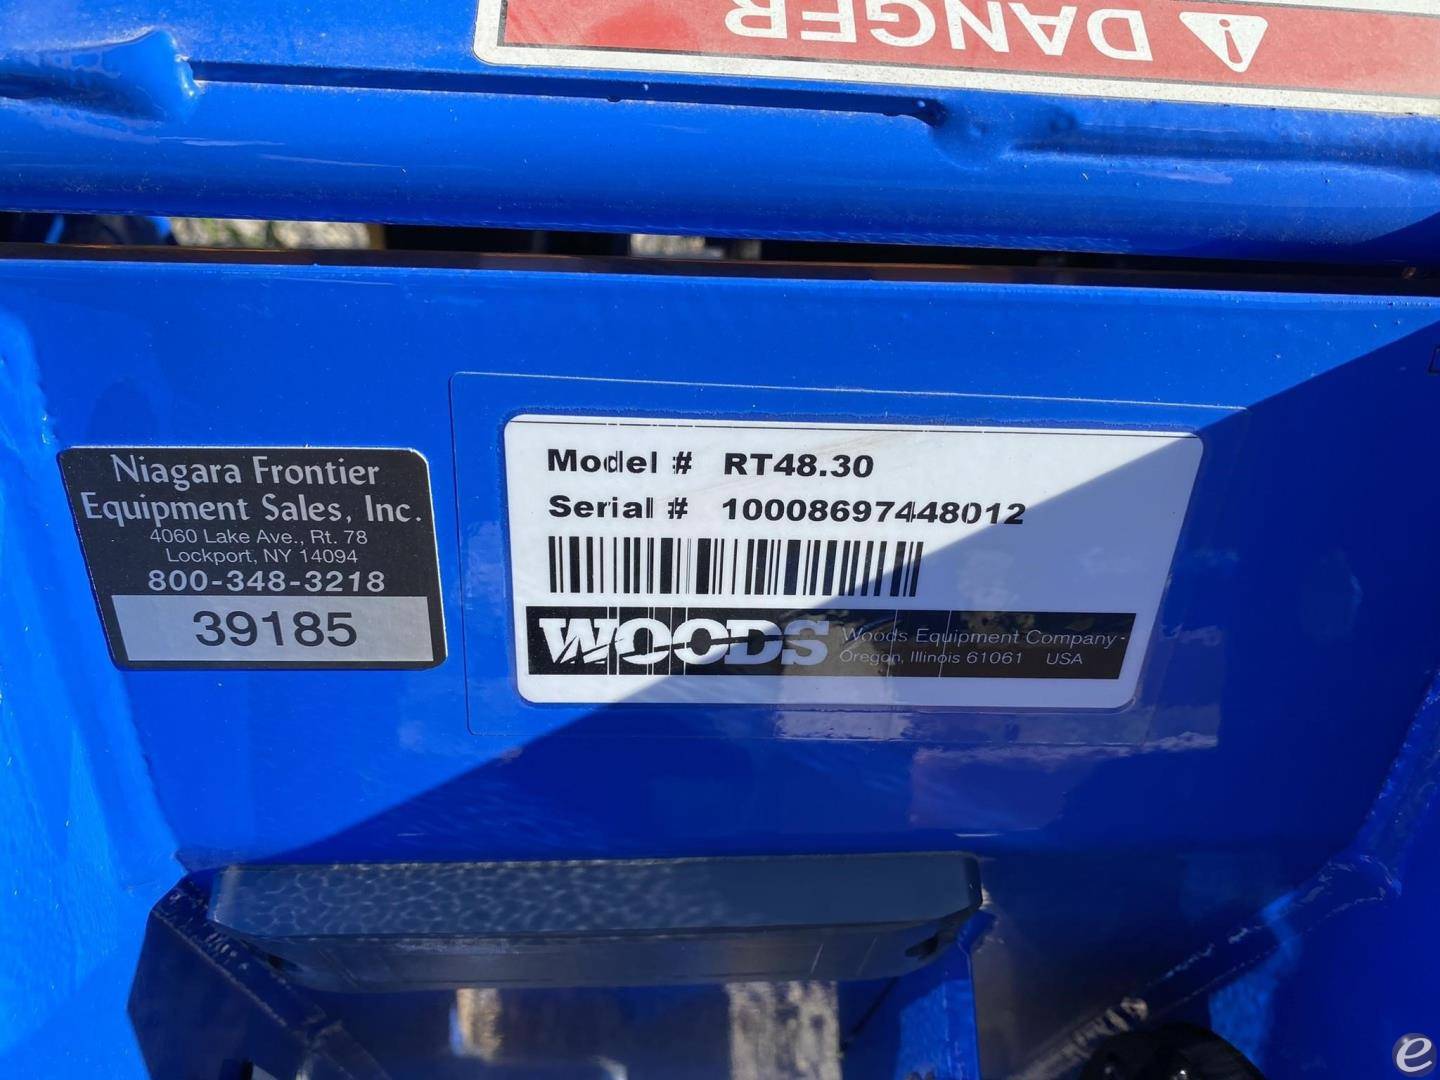 DANGER
Niagara Frontier
Equipment Sales, Inc.
4060 Lake Ave., Rt. 78
Lockport, NY 14094
800-348-3218
39185
Model # RT48.30
Serial # 10008697448012
WOODS
Woods Equipment Company
Oregon, Illinois 61061 USA
e